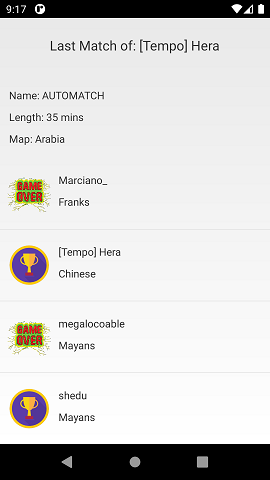 9:17
Last Match of: [Tempo] Hera
Name: AUTOMATCH
Length: 35 mins
Map: Arabia
GAME OVER
Marciano_
Franks
[Tempo] Hera
Chinese
GAME OVER
megalocoable
Mayans
shedu
Mayans